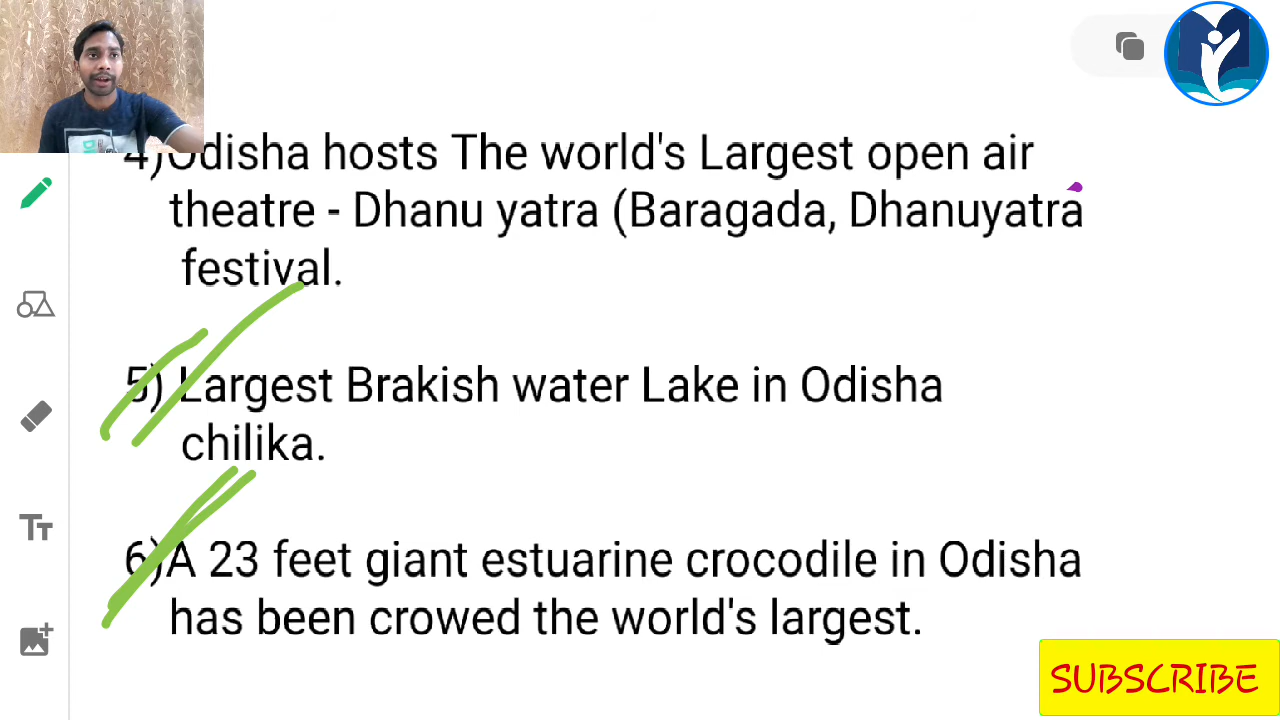 4)Odisha hosts The world's Largest open air
theatre - Dhanu yatra (Baragada, Dhanuyatra
festival.
5) Largest Brakish water Lake in Odisha
chilika.
6)A 23 feet giant estuarine crocodile in Odisha
has been crowed the world's largest.
Tт
SUBSCRIBE